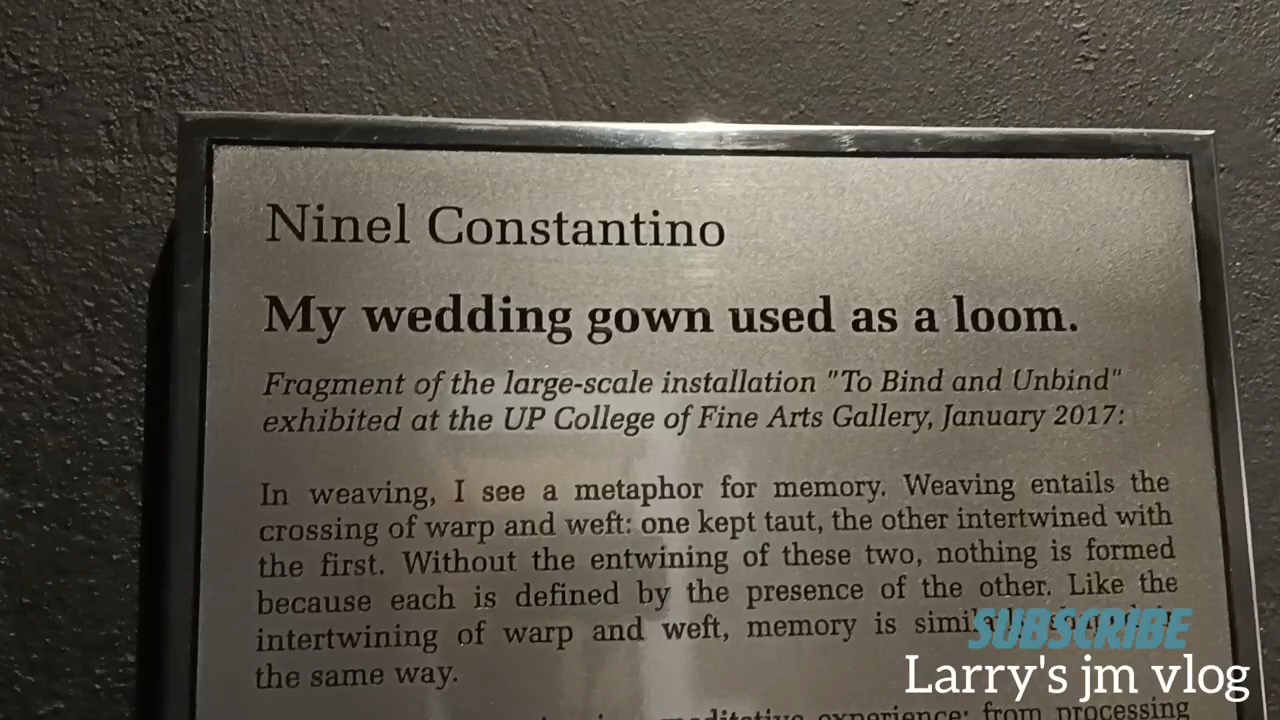 Ninel Constantino
My wedding gown used as a loom.
Fragment of the large-scale installation "To Bind and Unbind"
exhibited at the UP College of Fine Arts Gallery, January 2017:
In weaving, I see a metaphor for memory. Weaving entails the
crossing of warp and weft: one kept taut, the other intertwined with
the first. Without the entwining of these two, nothing is formed
because each is defined by the presence of the other. Like the
intertwining of warp and weft, memory is
the same way.
experience: from processing
SUBSCRIBE
Larry's jm vlog